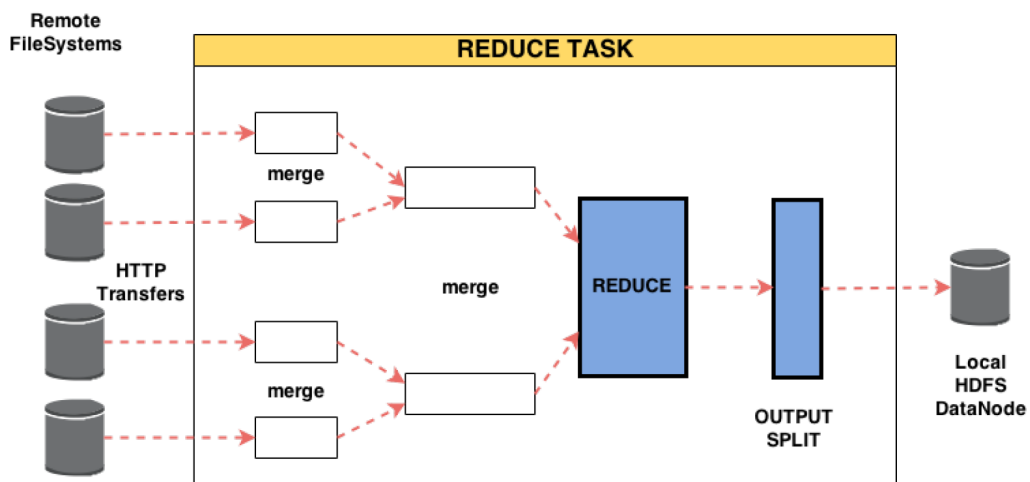 Remote
FileSystems
REDUCE TASK
merge
HTTP
Transfers
merge
REDUCE
merge
OUTPUT
SPLIT
Local
HDFS
DataNode